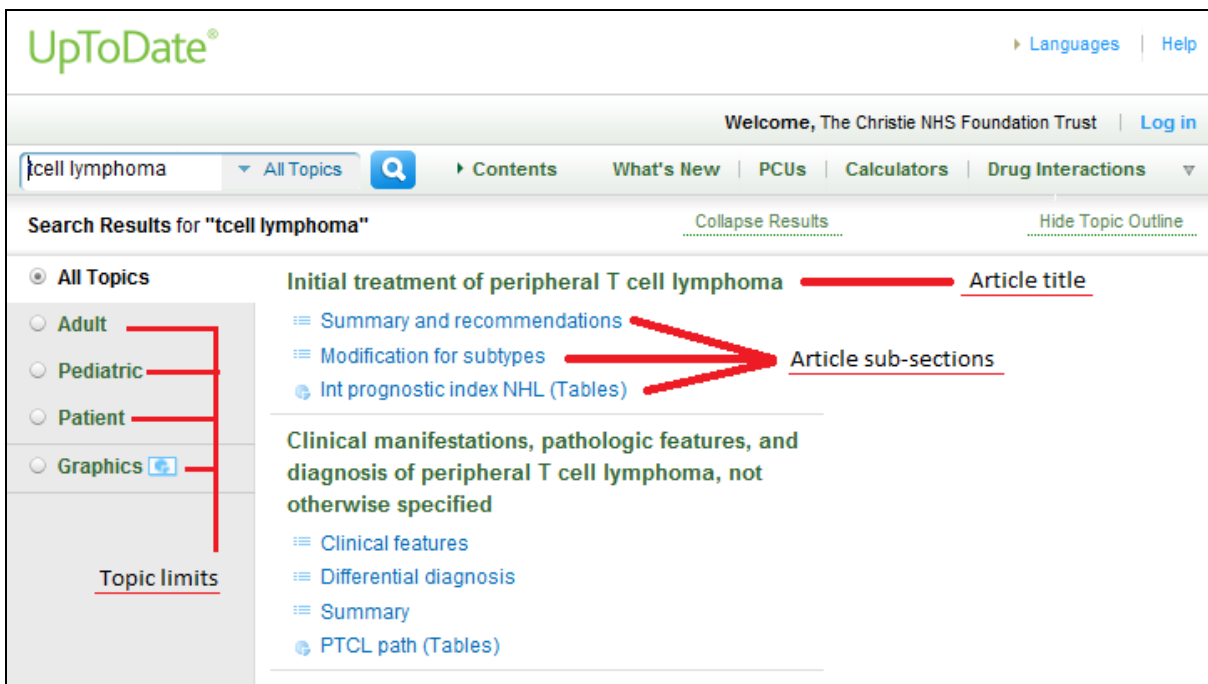 UpToDate®
Languages | Help
Welcome, The Christie NHS Foundation Trust | Log in
tcell lymphoma All Topics Contents What's New | PCUs | Calculators | Drug Interactions
Search Results for "tcell lymphoma" Collapse Results Hide Topic Outline
All Topics
Adult
Pediatric
Patient
Graphics
Topic limits
Initial treatment of peripheral T cell lymphoma Article title
Summary and recommendations
Modification for subtypes Article sub-sections
Int prognostic index NHL (Tables)
Clinical manifestations, pathologic features, and
diagnosis of peripheral T cell lymphoma, not
otherwise specified
Clinical features
Differential diagnosis
Summary
PTCL path (Tables)